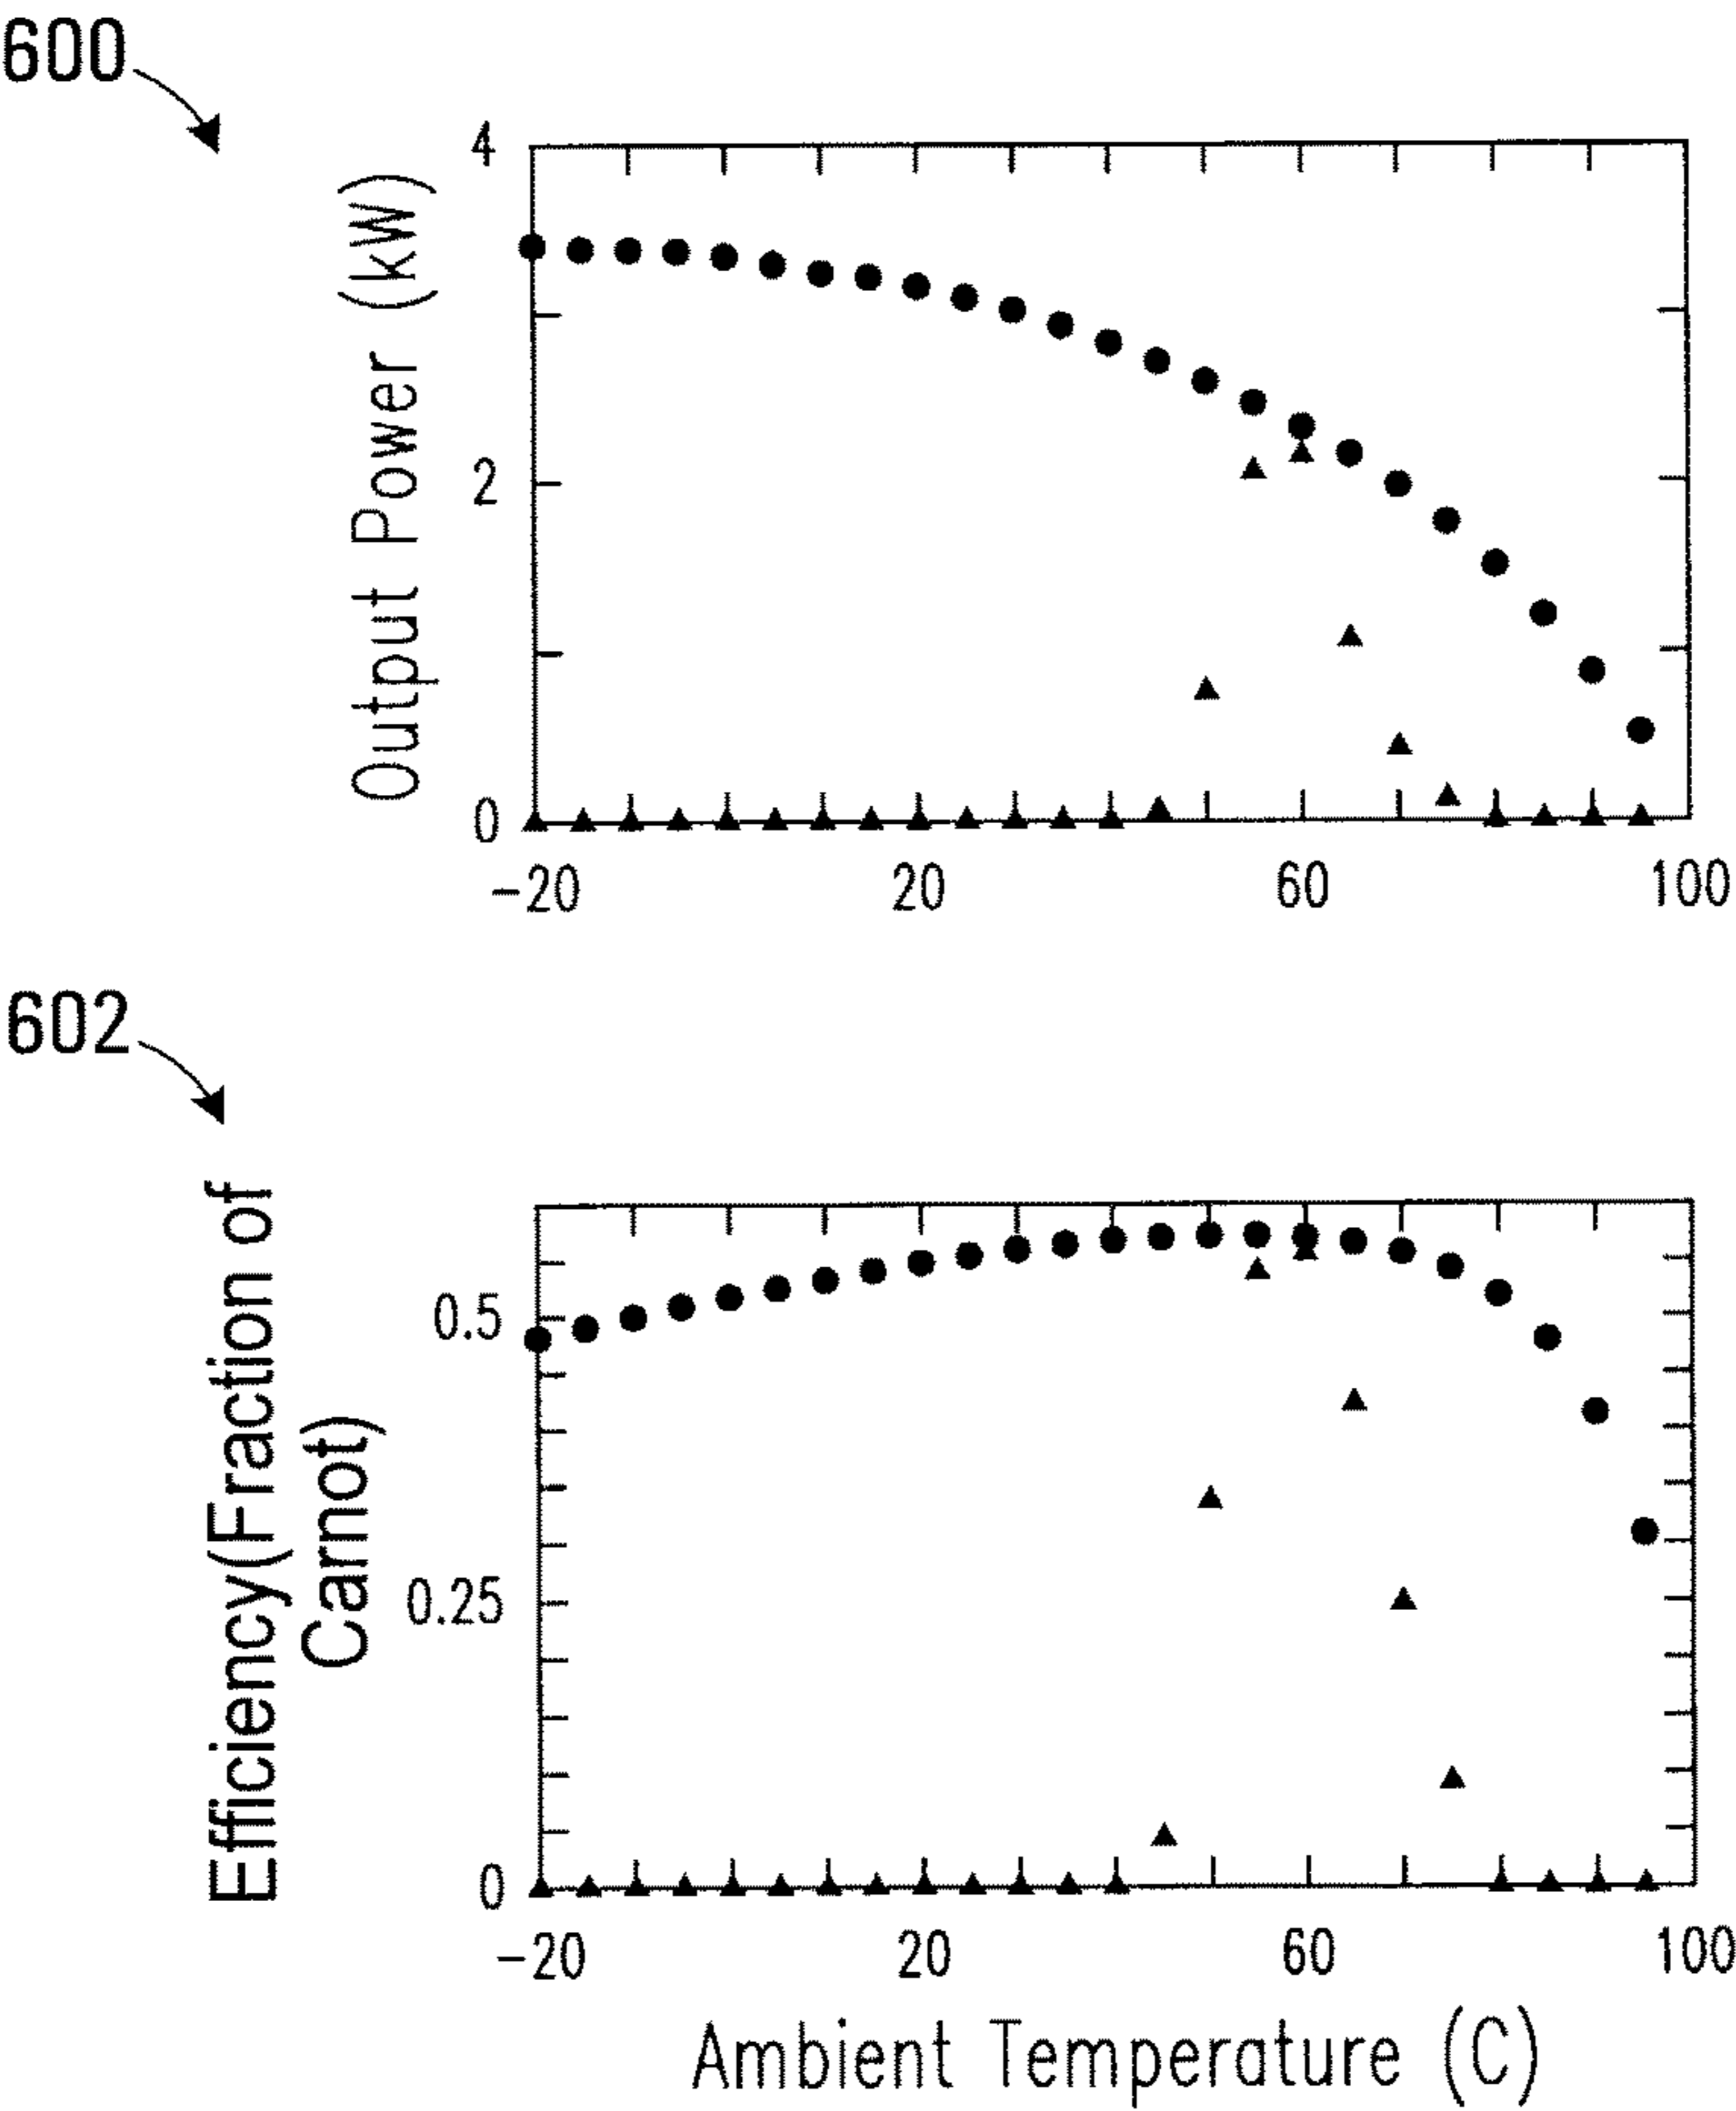 600
4
2
0
Output Power (kW)
-20 20 60 100
602
Efficiency(Fraction of
Carnot)
0.5
0.25
0
-20 20 60 100
Ambient Temperature (C)